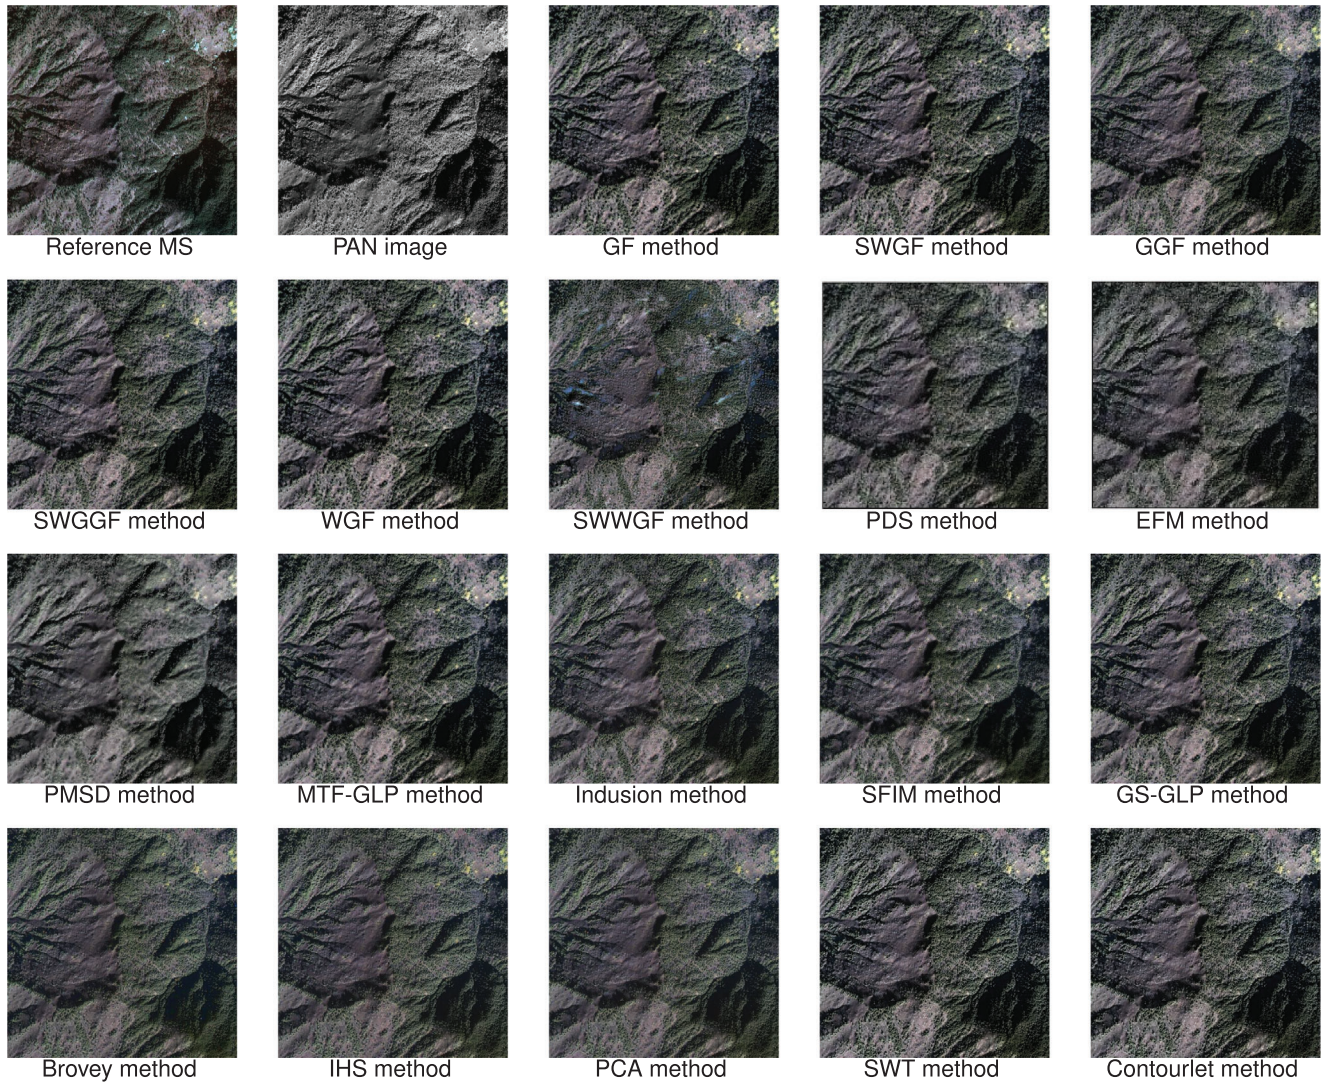 Reference MS
PAN image
GF method
SWGF method
GGF method
SWGGF method
WGF method
SWWGF method
PDS method
EFM method
PMSD method
MTF-GLP method
Indusion method
SFIM method
GS-GLP method
Brovey method
IHS method
PCA method
SWT method
Contourlet method